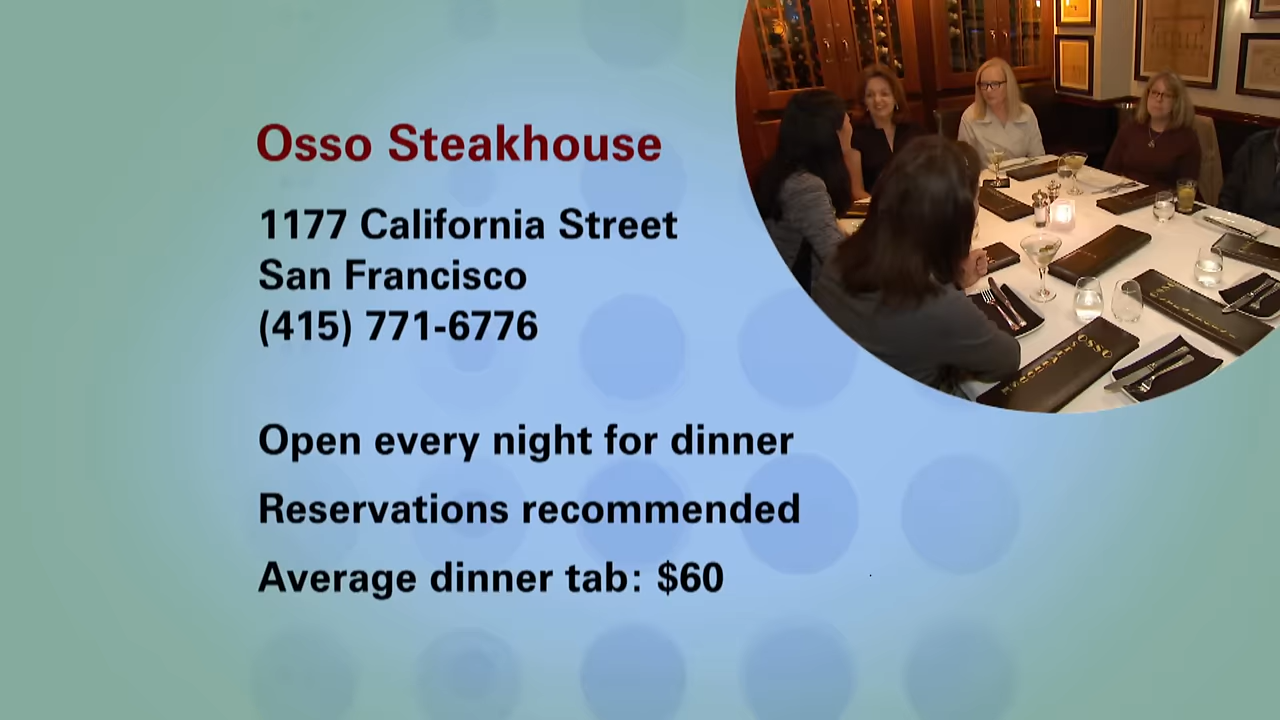 Osso Steakhouse
1177 California Street
San Francisco
(415) 771-6776
Open every night for dinner
Reservations recommended
Average dinner tab: $60
OSSO